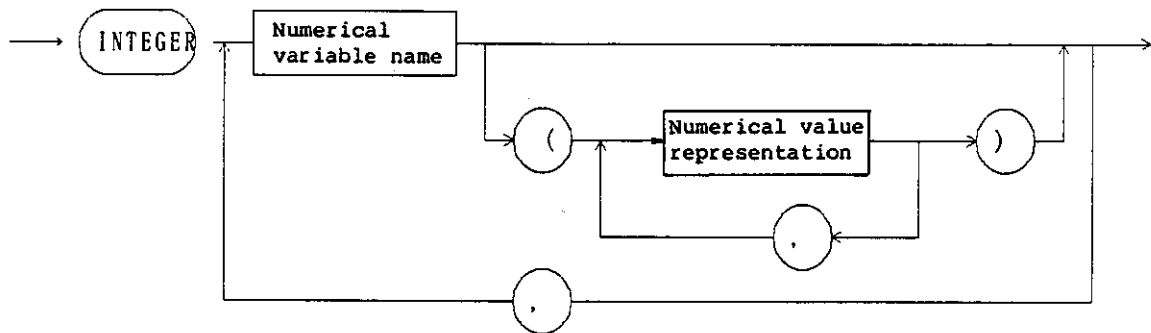 INTEGER
Numerical
variable name
(
Numerical value
representation
)
,
,